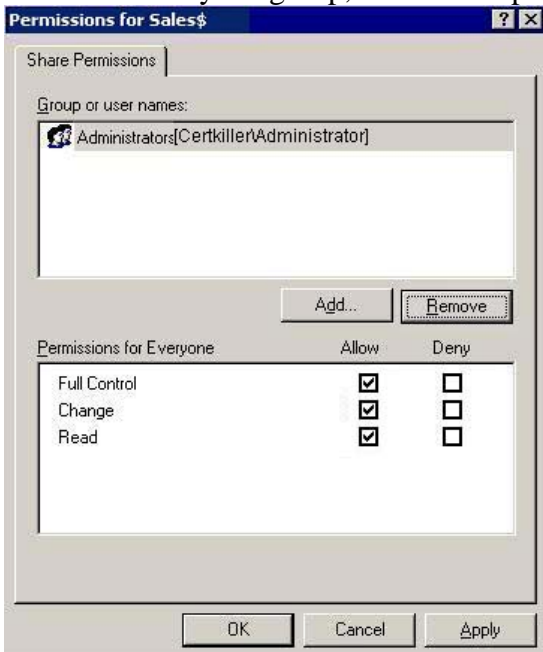 Permissions for Sales$
Share Permissions
Group or user names:
Administrators[Certkiller\Administrator]
Add... Remove
Permissions for Everyone Allow Deny
Full Control
Change
Read
OK Cancel Apply